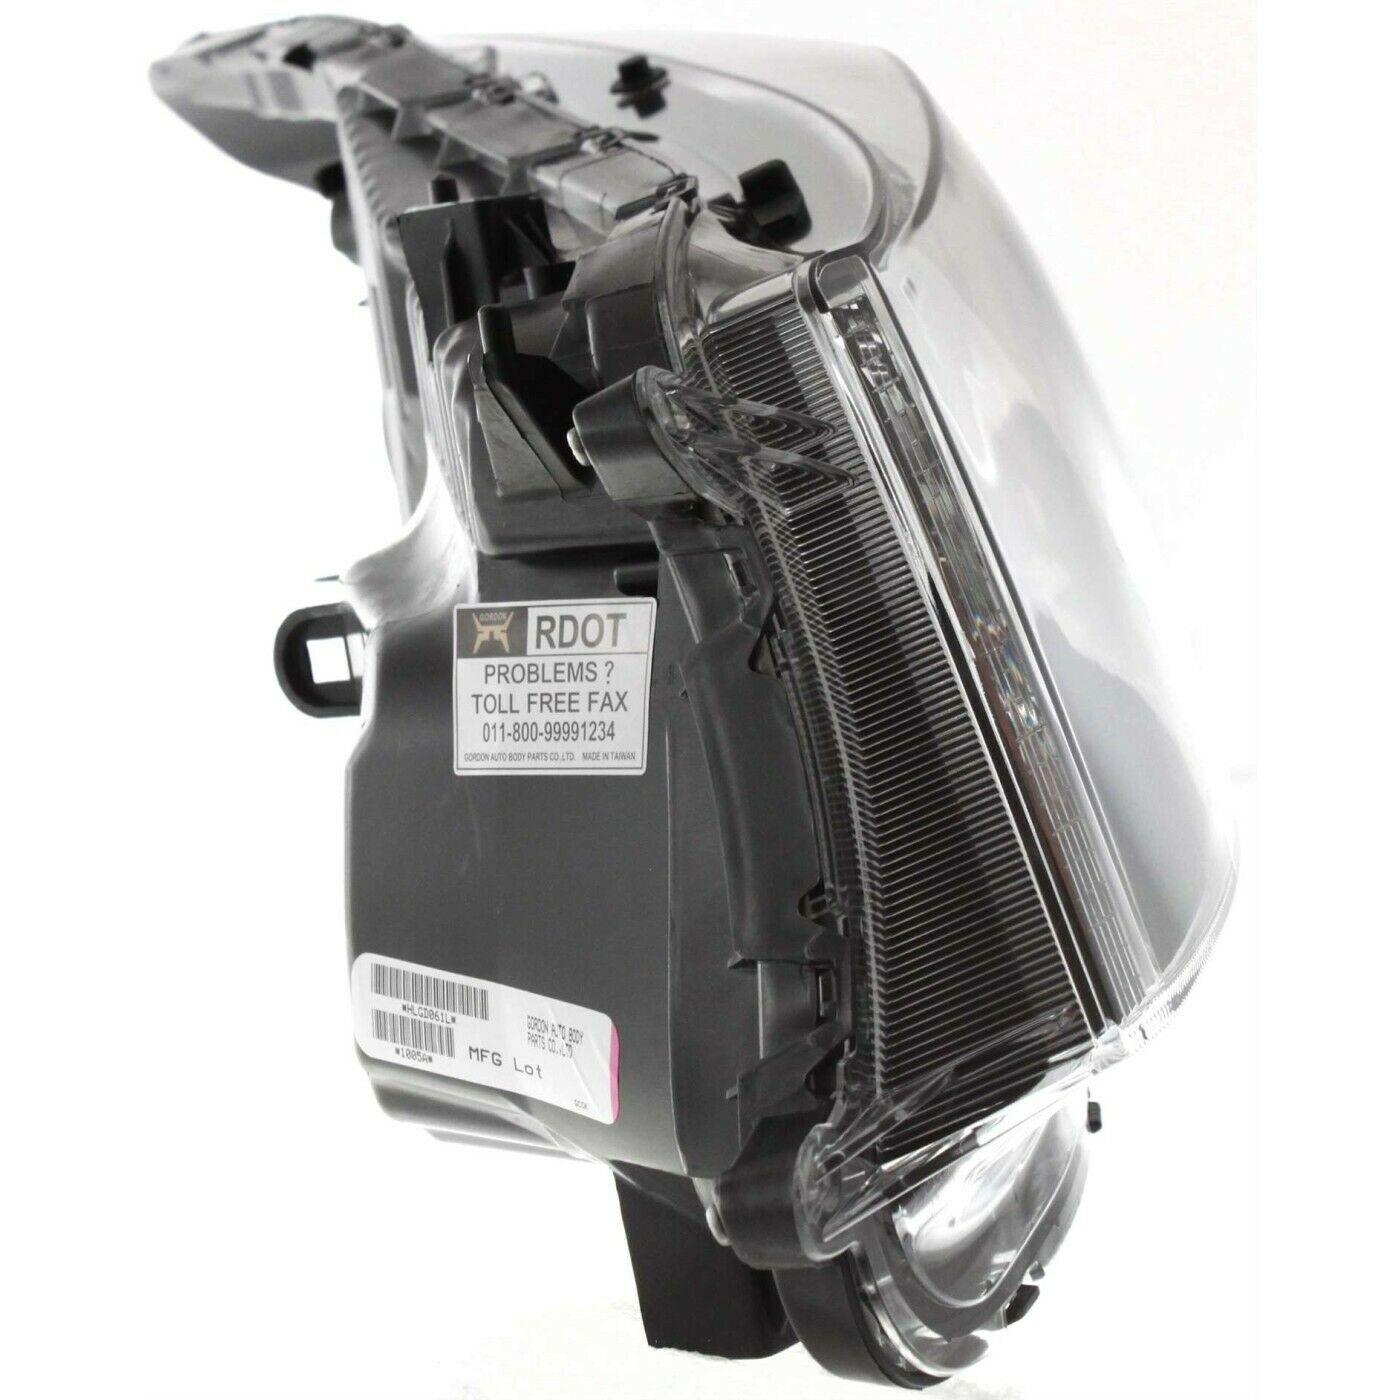 GORDON
RDOT
PROBLEMS ?
TOLL FREE FAX
011-800-99991234
GORDON AUTO BODY PARTS CO.,LTD. MADE IN TAIWAN
*HLGD061L*
*1005A*
MFG Lot
GORDON AUTO BODY
PARTS CO.,LTD